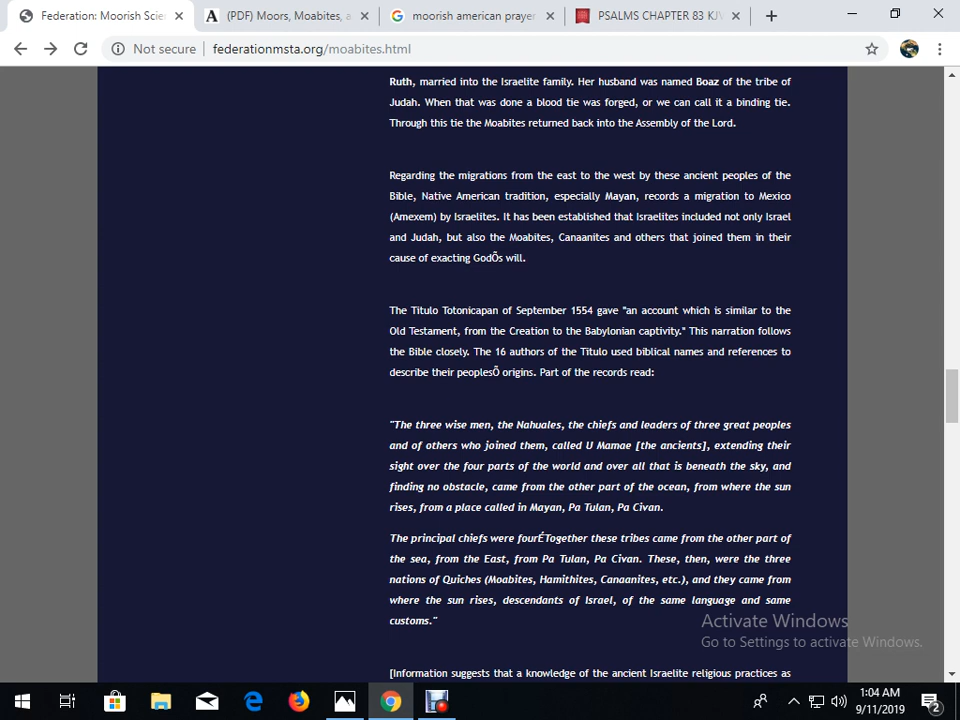 Federation: Moorish Scien
(PDF) Moors, Moabites, a
moorish american prayer
PSALMS CHAPTER 83 KJV
Not secure
federationmsta.org/moabites.html
Ruth, married into the Israelite family. Her husband was named Boaz of the tribe of
Judah. When that was done a blood tie was forged, or we can call it a binding tie.
Through this tie the Moabites returned back into the Assembly of the Lord.
Regarding the migrations from the east to the west by these ancient peoples of the
Bible, Native American tradition, especially Mayan, records a migration to Mexico
(Amexem) by Israelites. It has been established that Israelites included not only Israel
and Judah, but also the Moabites, Canaanites and others that joined them in their
cause of exacting GodÕs will.
The Titulo Totonicapan of September 1554 gave "an account which is similar to the
Old Testament, from the Creation to the Babylonian captivity." This narration follows
the Bible closely. The 16 authors of the Titulo used biblical names and references to
describe their peoplesÕ origins. Part of the records read:
"The three wise men, the Nahuales, the chiefs and leaders of three great peoples
and of others who joined them, called U Mamae [the ancients], extending their
sight over the four parts of the world and over all that is beneath the sky, and
finding no obstacle, came from the other part of the ocean, from where the sun
rises, from a place called in Mayan, Pa Tulan, Pa Civan.
The principal chiefs were fourÉTogether these tribes came from the other part of
the sea, from the East, from Pa Tulan, Pa Civan. These, then, were the three
nations of Quiches (Moabites, Hamithites, Canaanites, etc.), and they came from
where the sun rises, descendants of Israel, of the same language and same
customs."
[Information suggests that a knowledge of the ancient Israelite religious practices as
Activate Windows
Go to Settings to activate Windows.
1:04 AM
9/11/2019
2